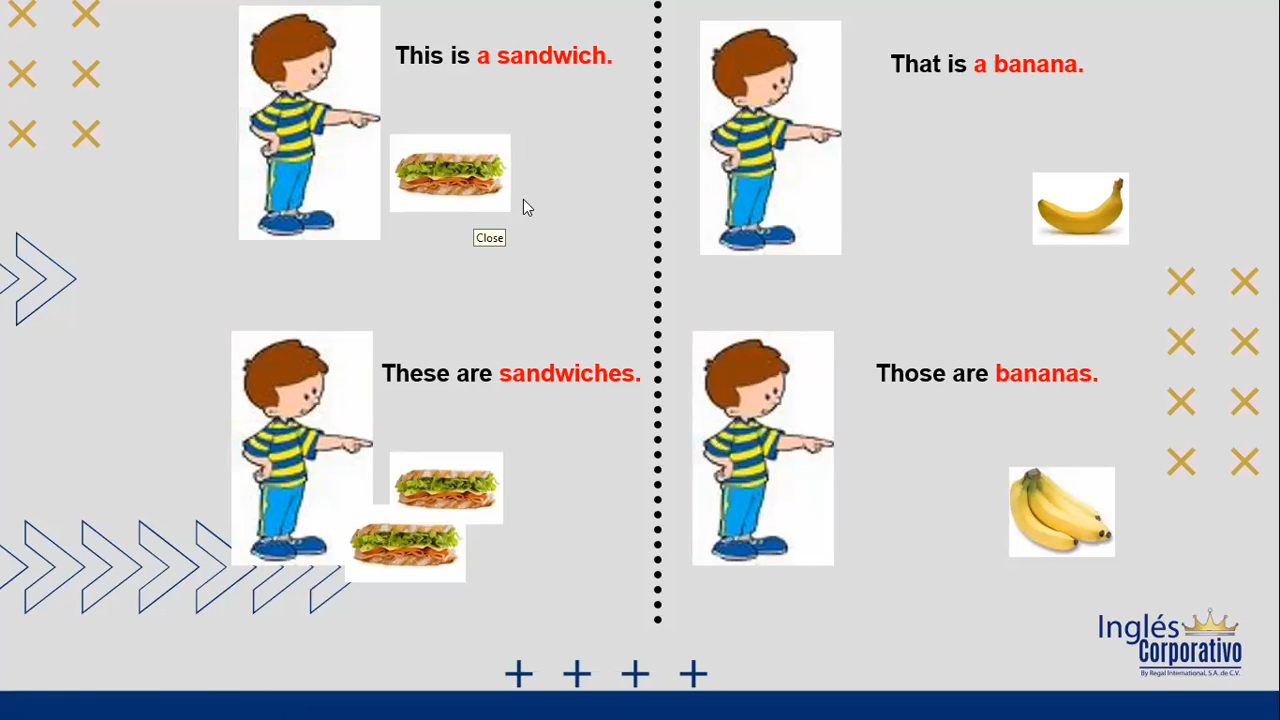 This is a sandwich.
That is a banana.
Close
These are sandwiches.
Those are bananas.
Inglés
Corporativo
By Regal International, S.A. de C.V.